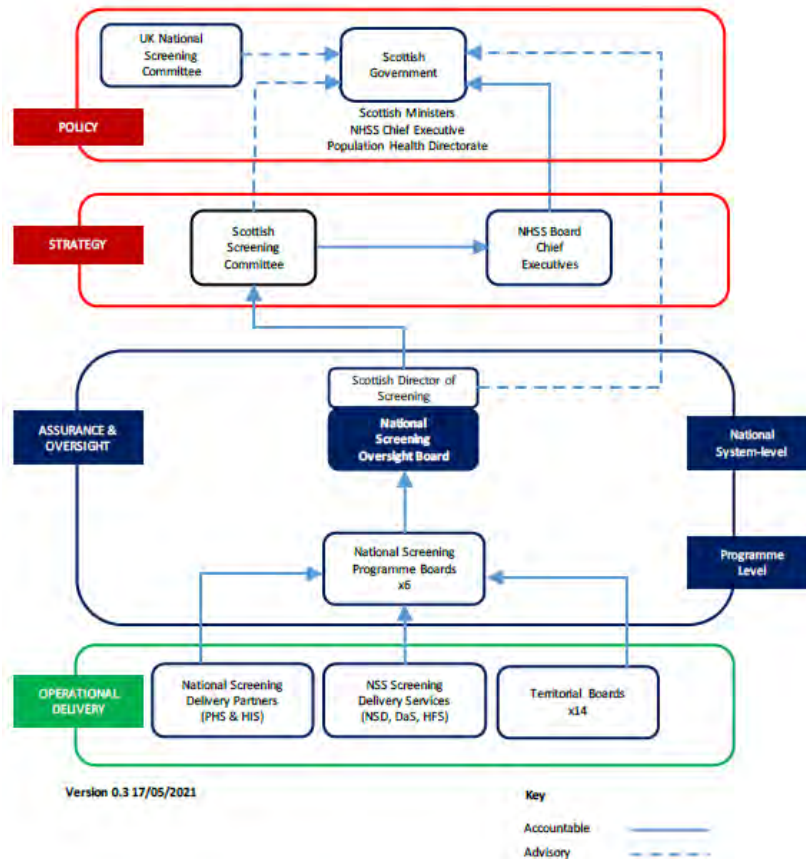 UK National
Screening
Committee
Scottish
Government
Scottish Ministers
NHSS Chief Executive
Population Health Directorate
POLICY
STRATEGY
Scottish
Screening
Committee
NHSS Board
Chief
Executives
Scottish Director of
Screening
National
Screening
Oversight Board
ASSURANCE &
OVERSIGHT
National
System-level
National Screening
Programme Boards
x6
Programme
Level
OPERATIONAL
DELIVERY
National Screening
Delivery Partners
(PHS & HIS)
NSS Screening
Delivery Services
(NSD, DaS, HFS)
Territorial Boards
x14
Version 0.3 17/05/2021
Key
Accountable
Advisory